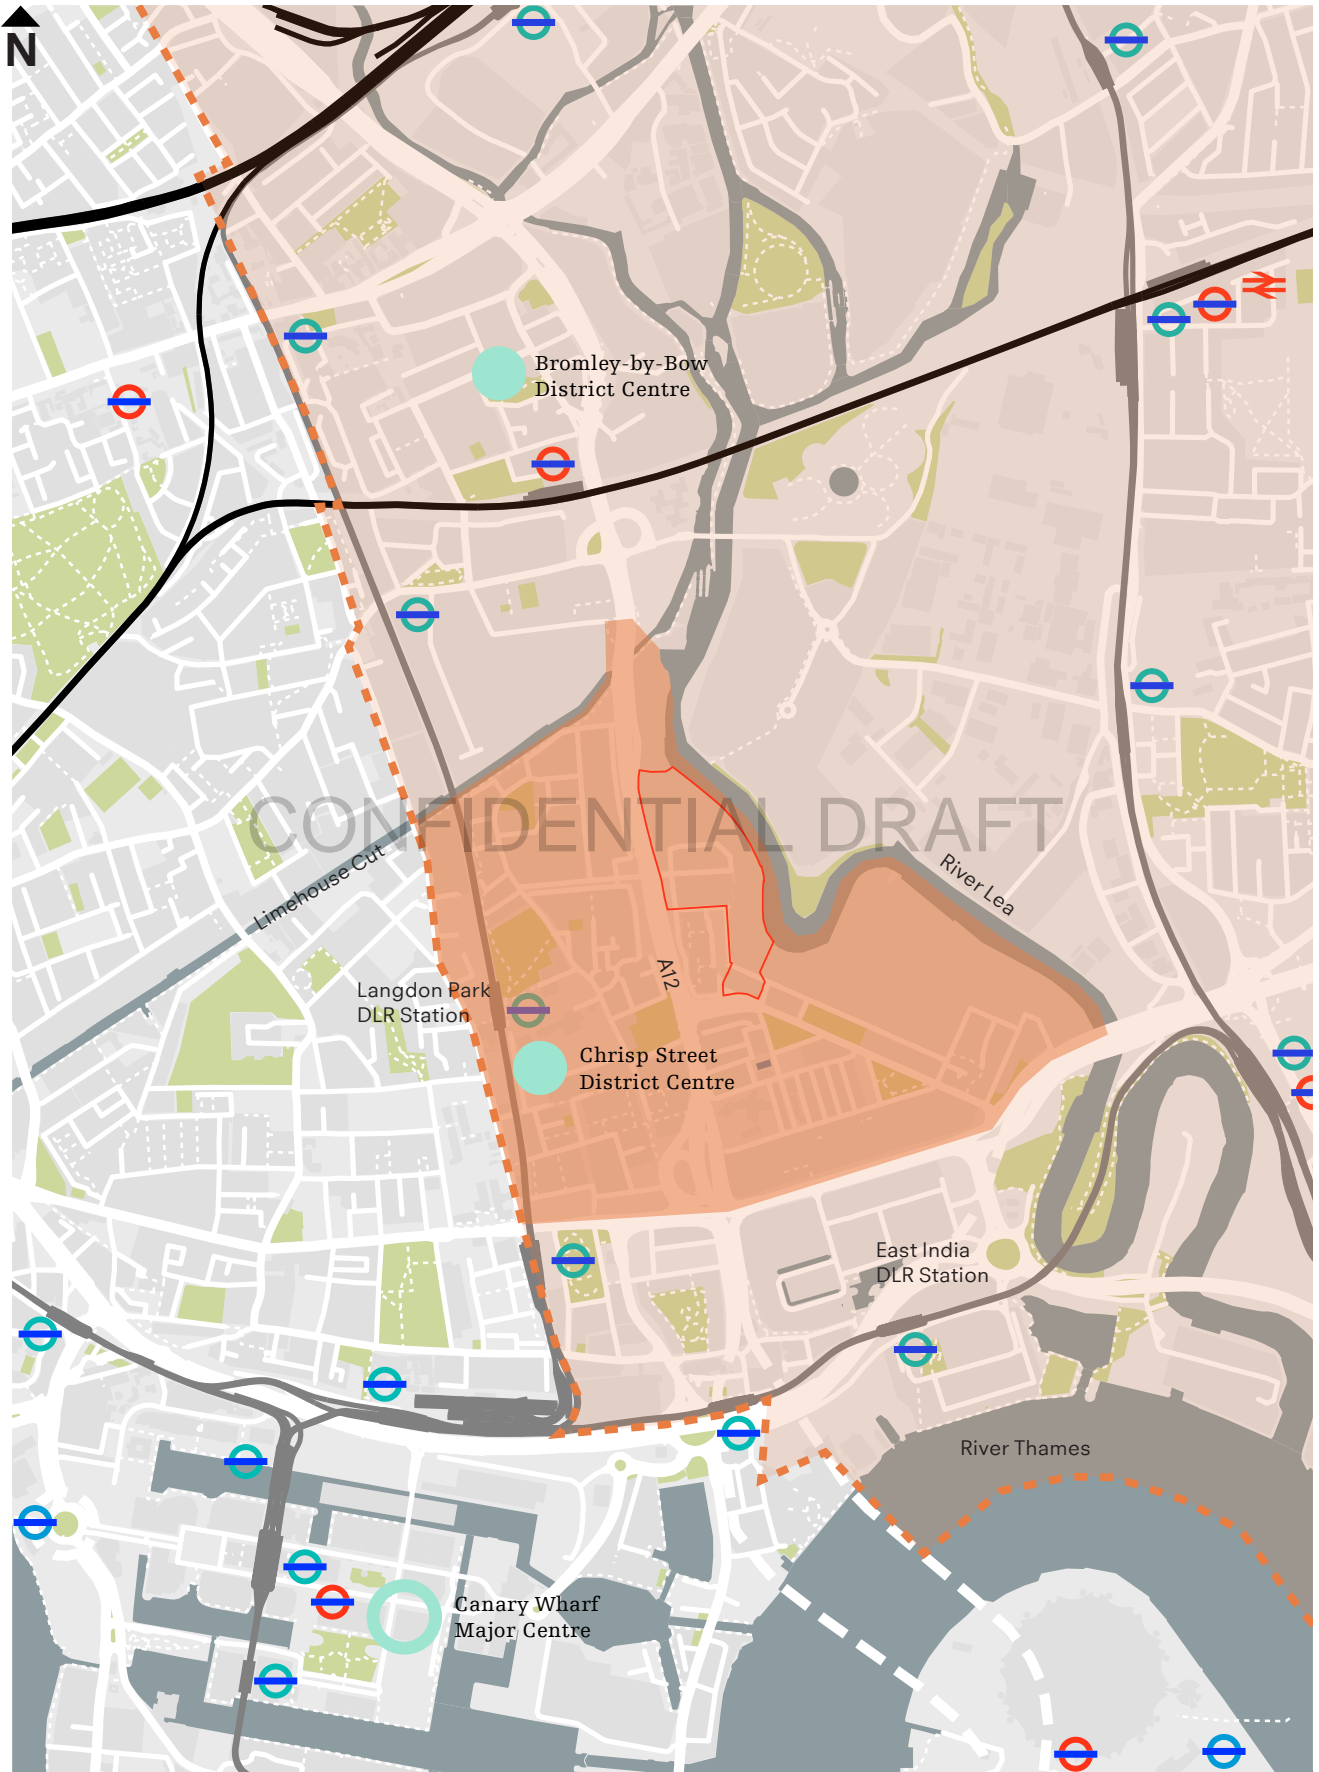 N
Bromley-by-Bow
District Centre
CONFIDENTIAL DRAFT
Limehouse Cut
River Lea
A12
Langdon Park
DLR Station
Chrisp Street
District Centre
East India
DLR Station
River Thames
Canary Wharf
Major Centre